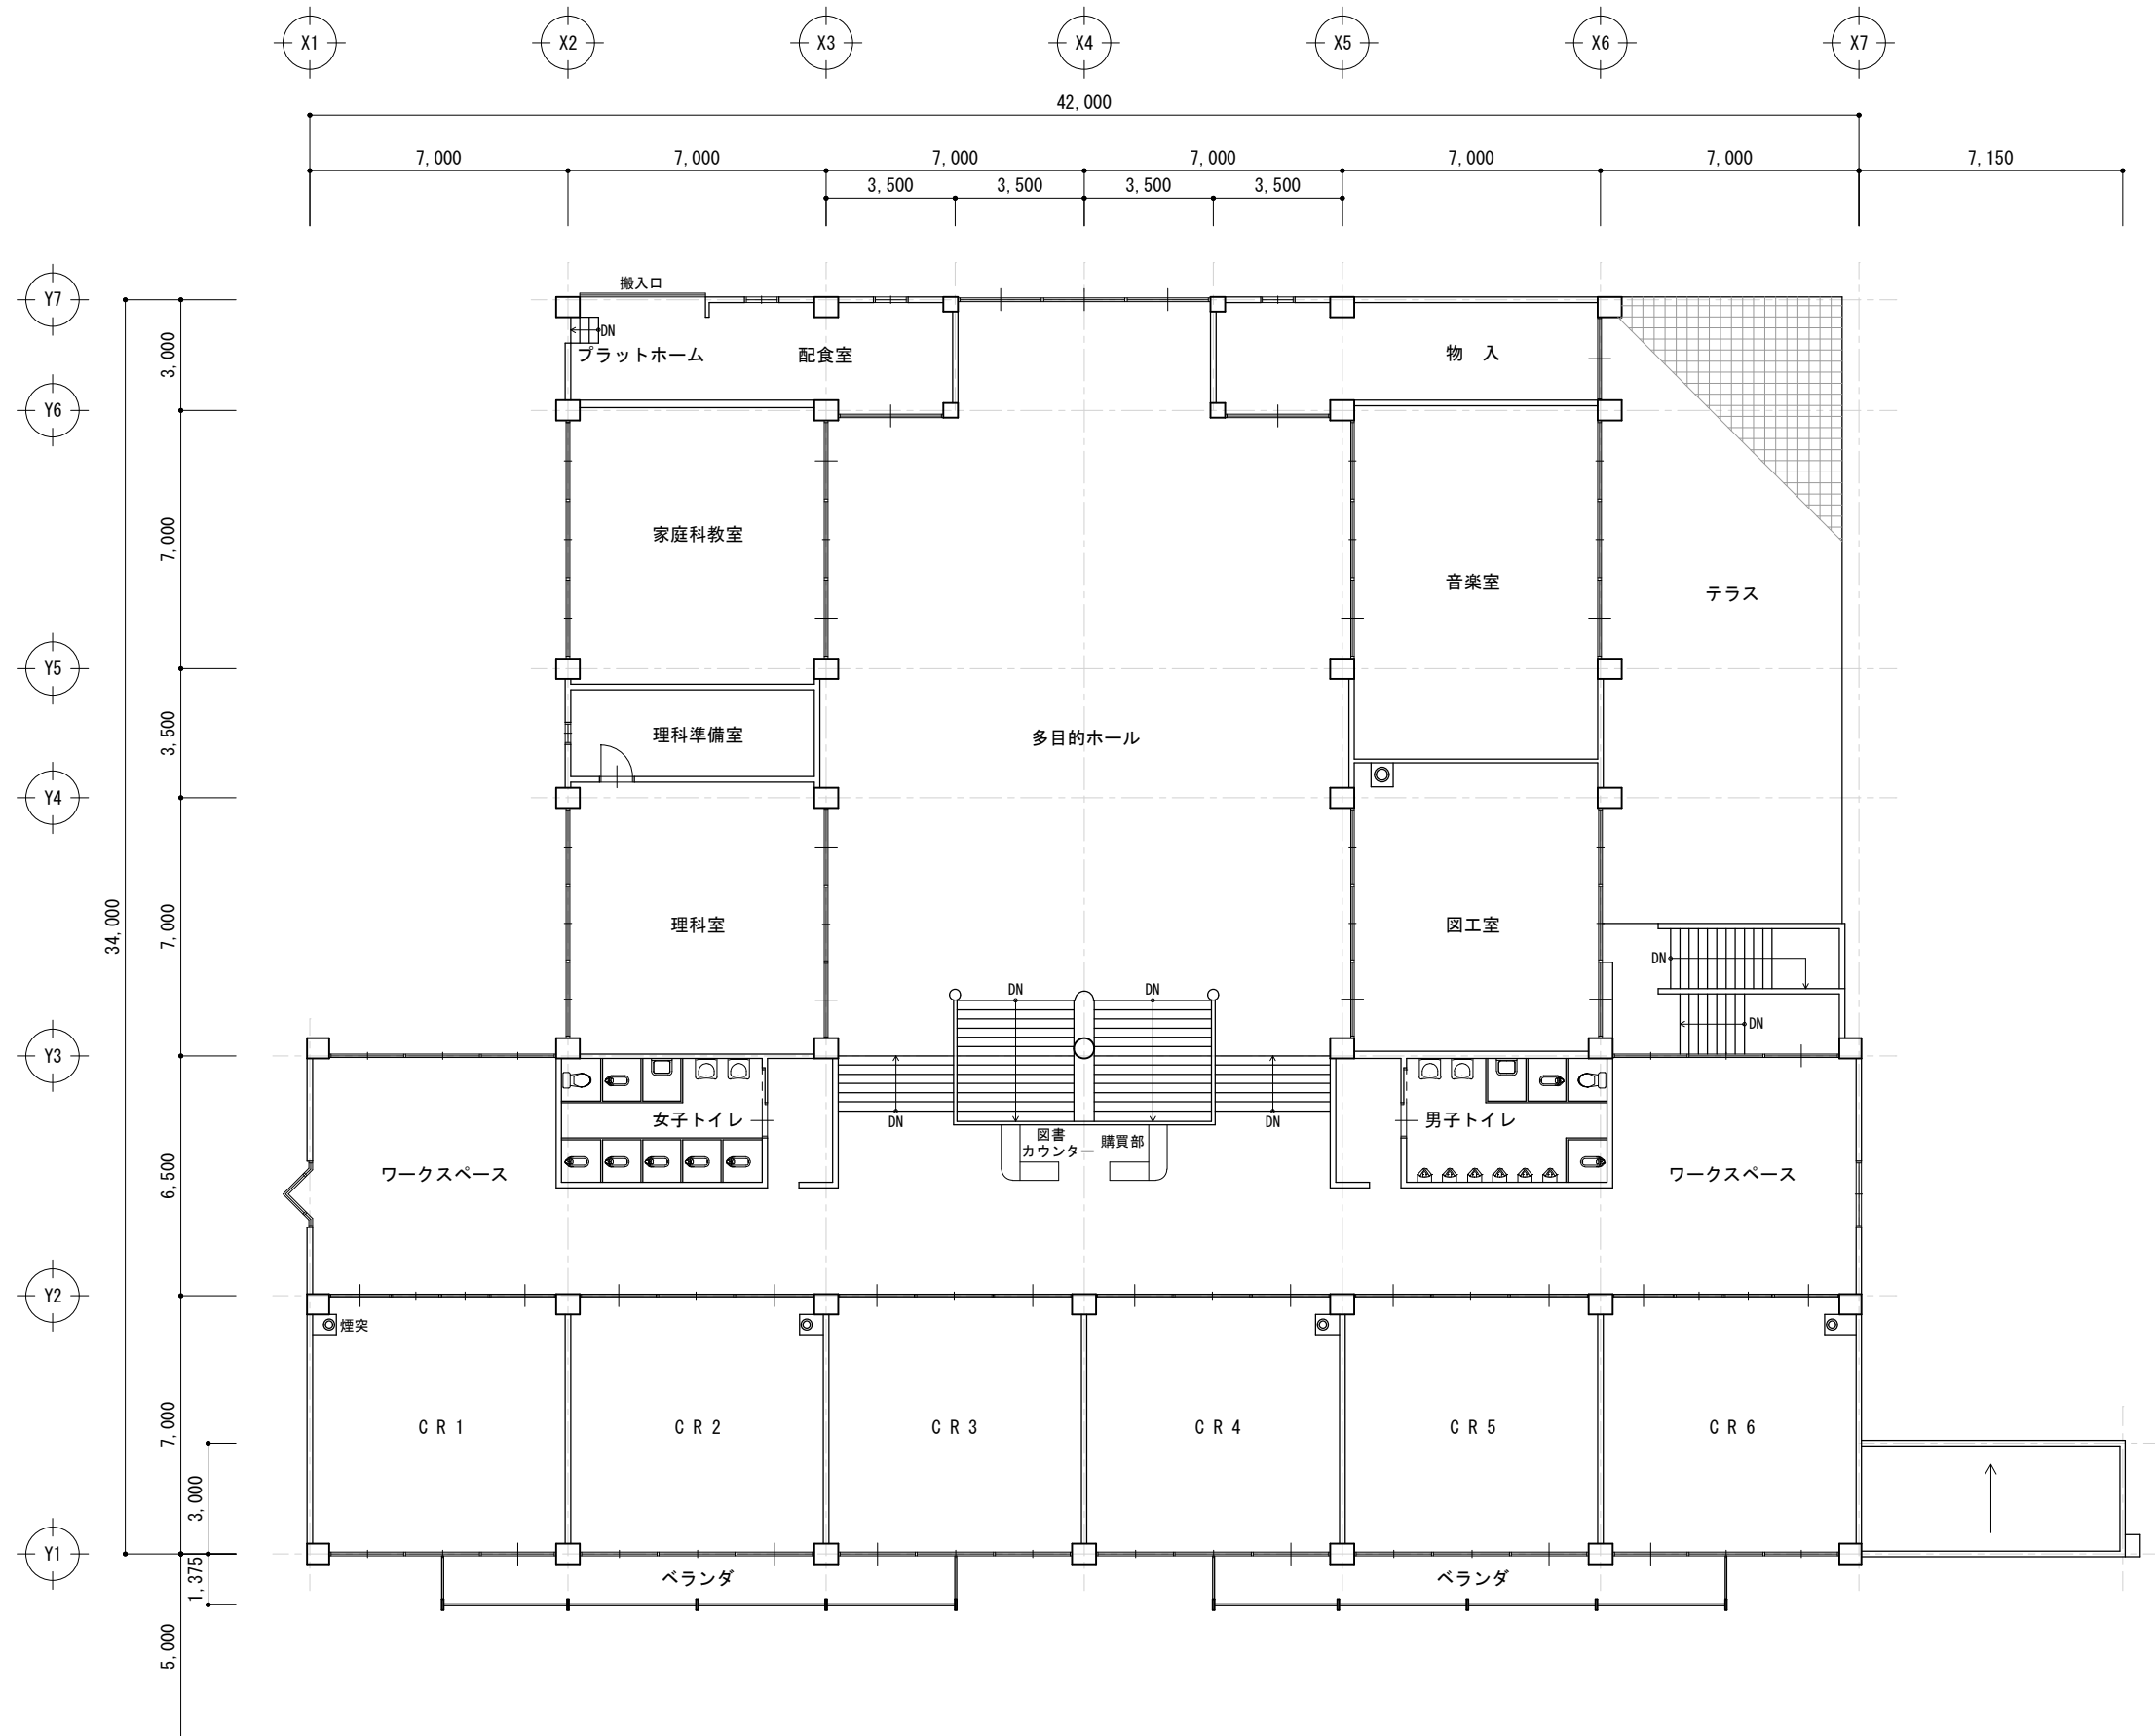 X1 X2 X3 X4 X5 X6 X7
42,000
7,000 7,000 7,000 7,000 7,000 7,000 7,150
3,500 3,500 3,500 3,500
Y7
搬入口
DN
3,000
プラットホーム 配食室 物 入
Y6
7,000
家庭科教室
音楽室
テラス
Y5
3,500
理科準備室
多目的ホール
Y4
34,000
7,000
理科室
図工室
DN
DN DN
DN
Y3
女子トイレ
DN
DN
男子トイレ
図書
カウンター
購買部
6,500
ワークスペース
ワークスペース
Y2
煙突
7,000
CR1 CR2 CR3 CR4 CR5 CR6
3,000
Y1
1,375
ベランダ ベランダ
5,000